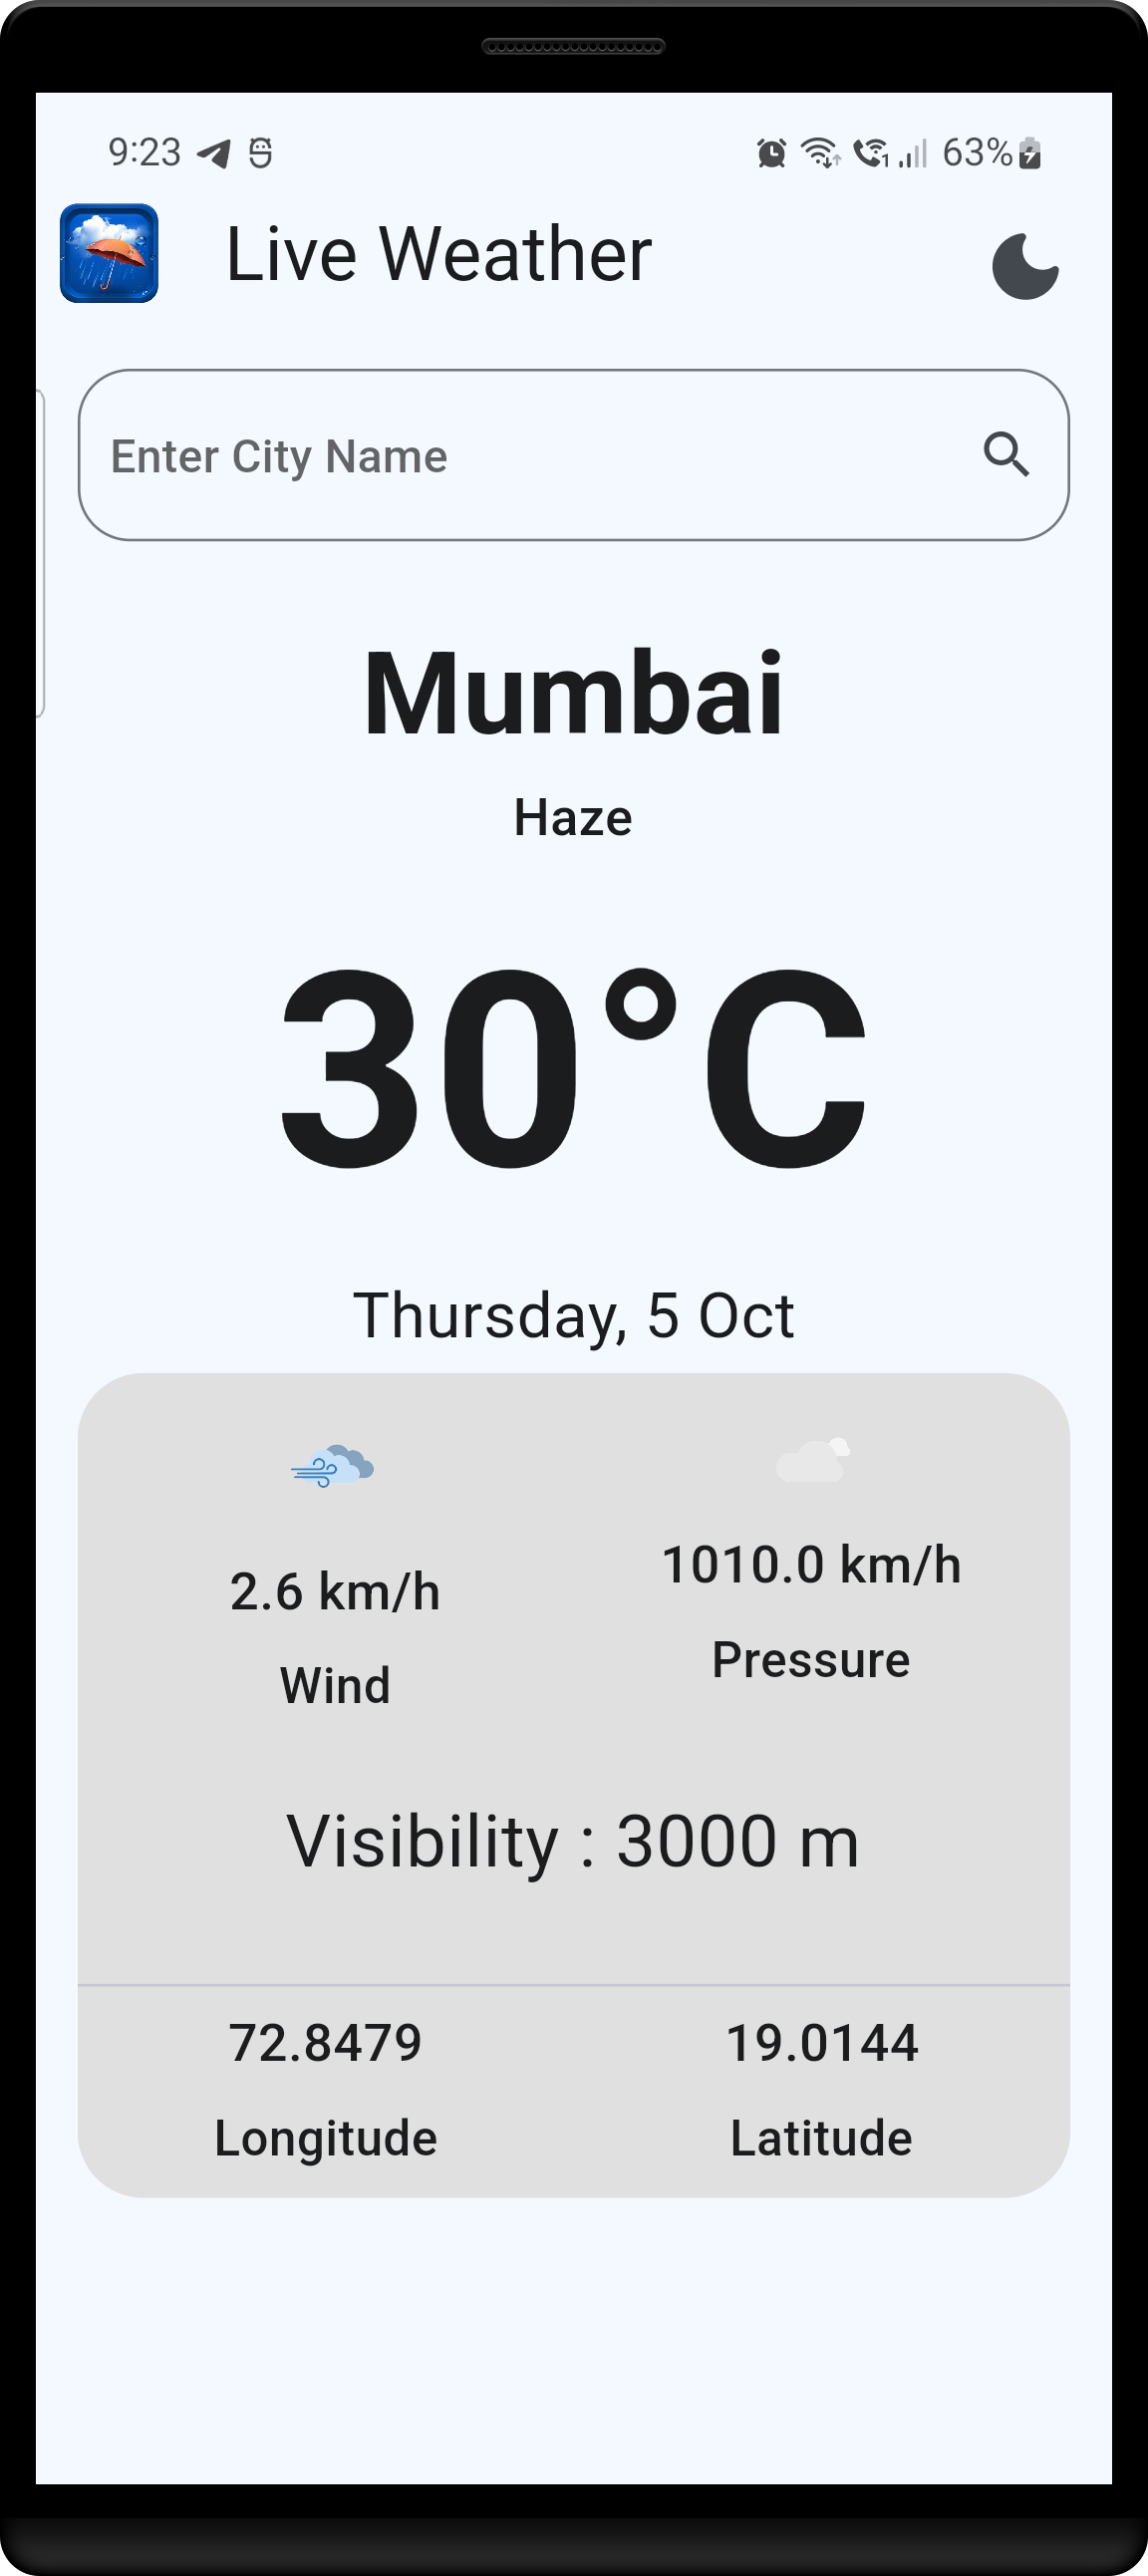 9:23 63%
Live Weather
Enter City Name
Mumbai
Haze
30°C
Thursday, 5 Oct
2.6 km/h 1010.0 km/h
Wind Pressure
Visibility : 3000 m
72.8479 19.0144
Longitude Latitude